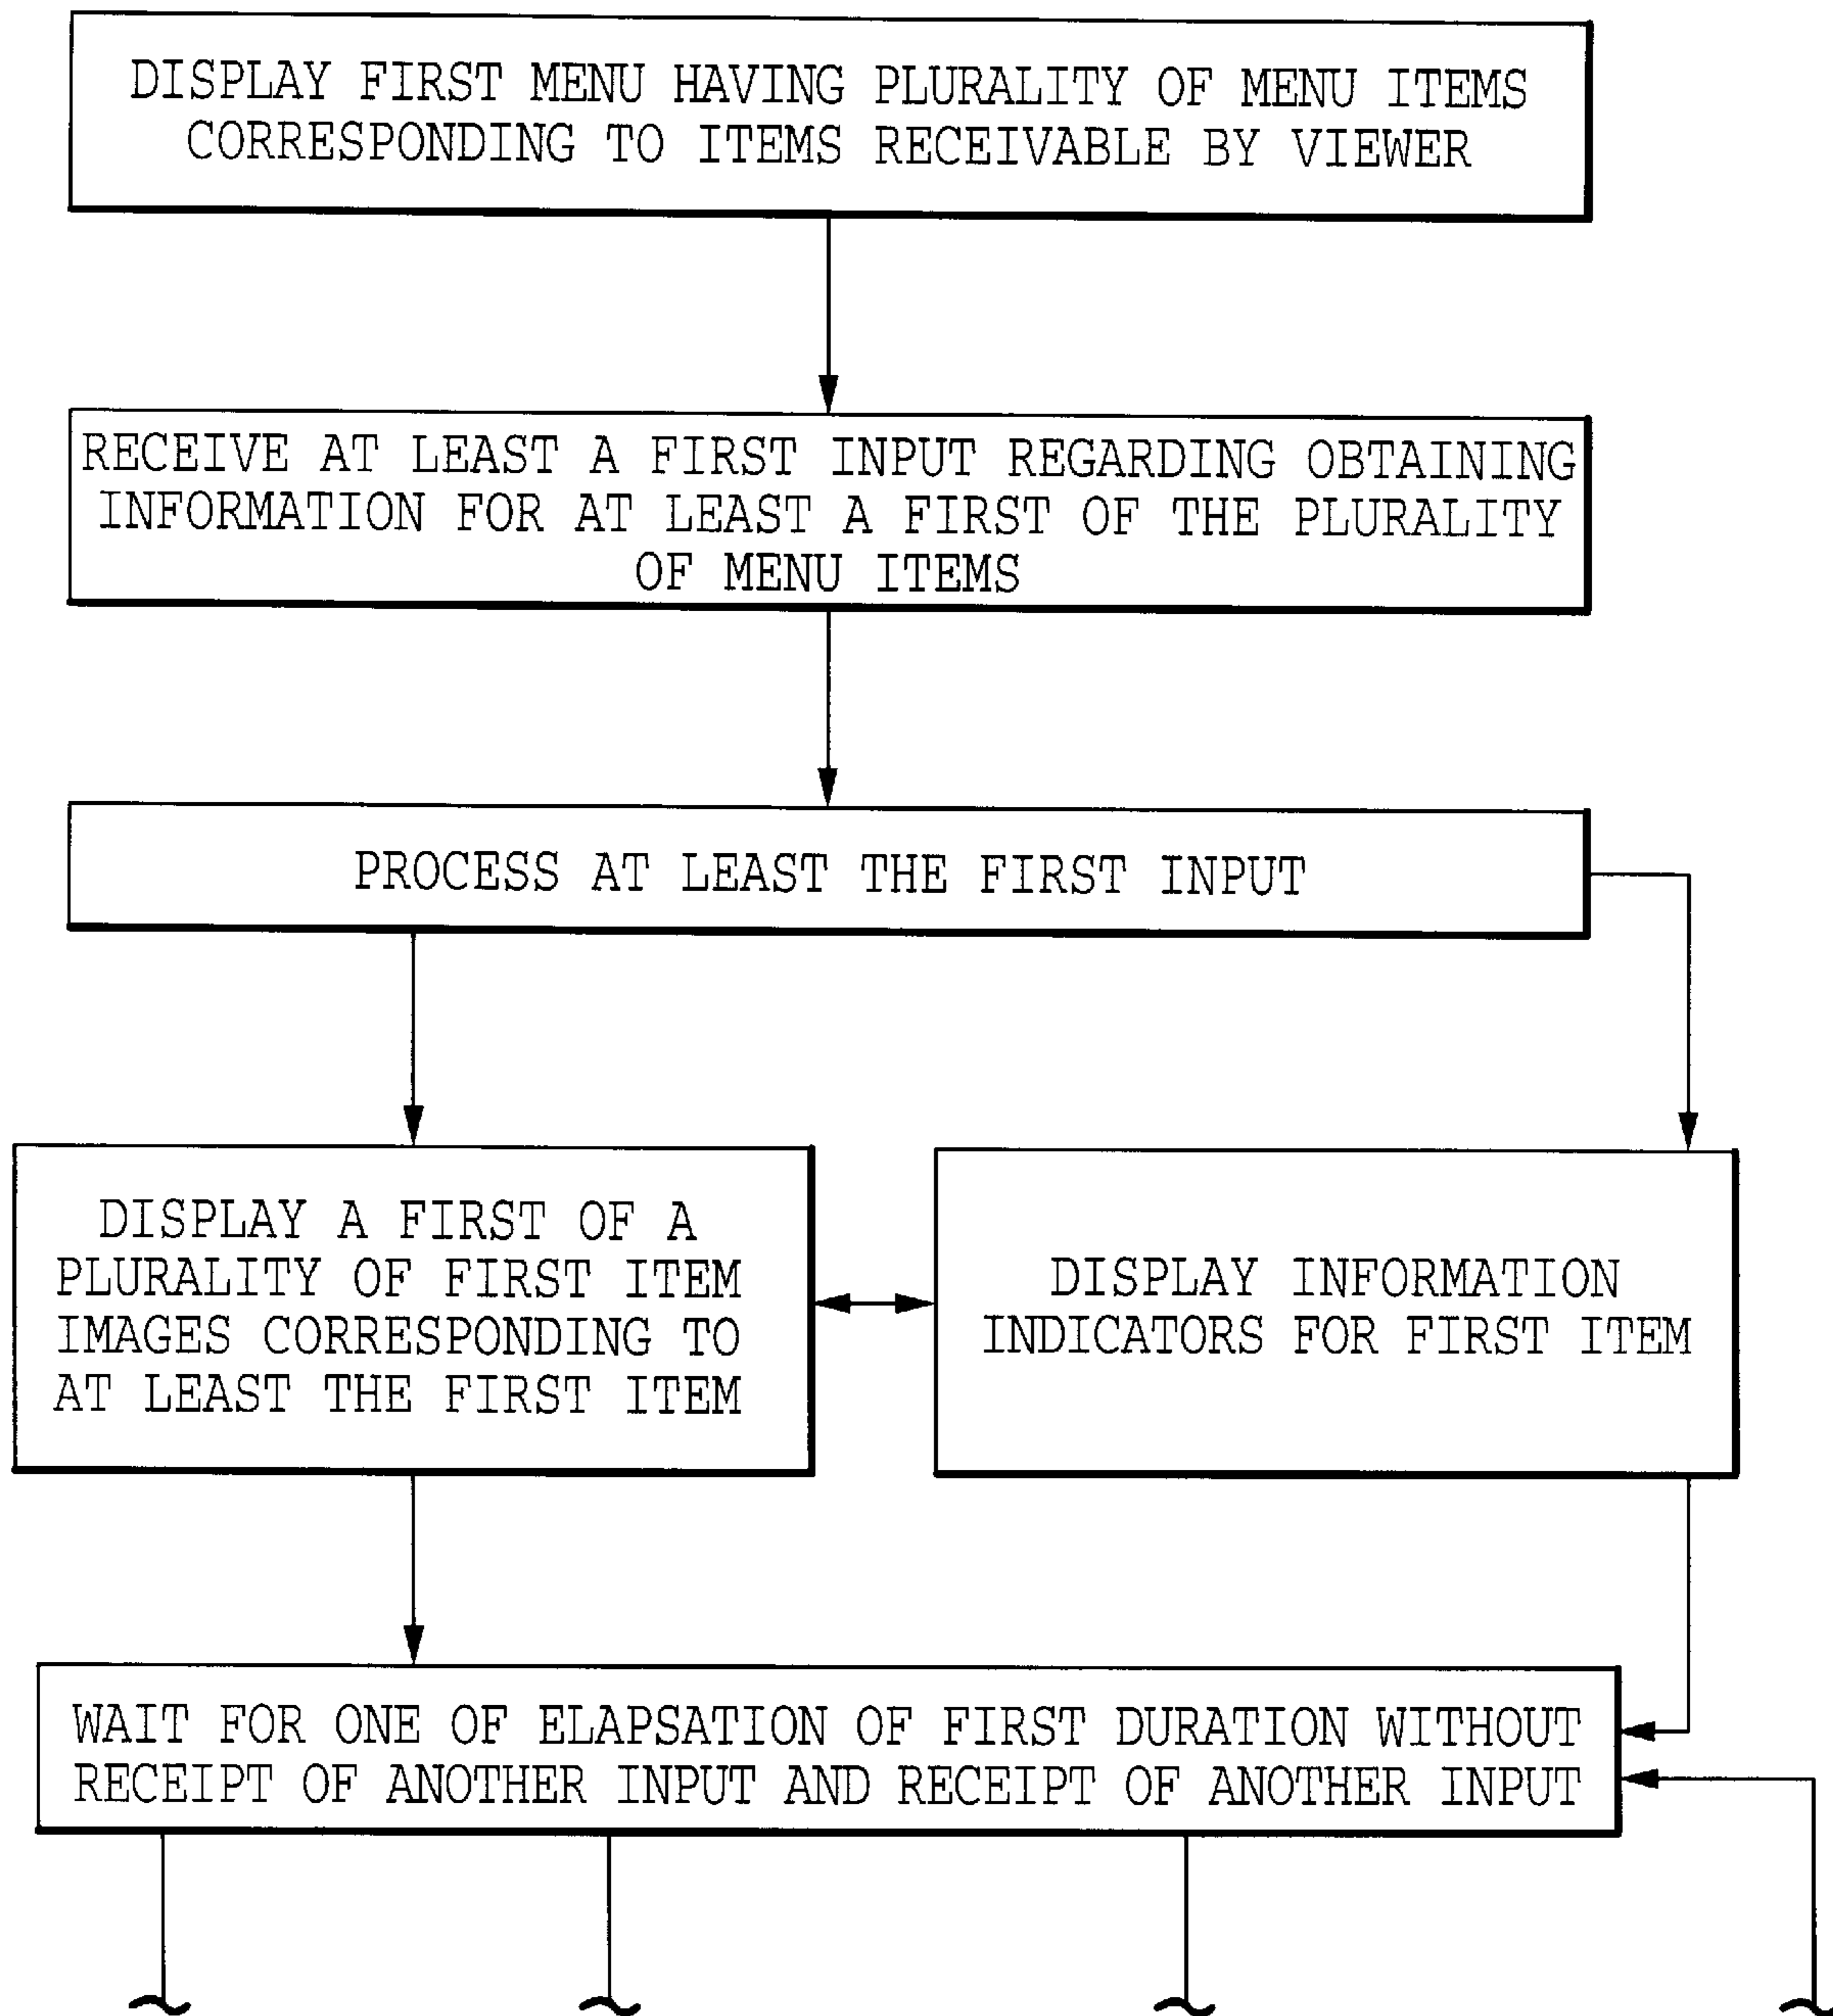 DISPLAY FIRST MENU HAVING PLURALITY OF MENU ITEMS
CORRESPONDING TO ITEMS RECEIVABLE BY VIEWER
RECEIVE AT LEAST A FIRST INPUT REGARDING OBTAINING
INFORMATION FOR AT LEAST A FIRST OF THE PLURALITY
OF MENU ITEMS
PROCESS AT LEAST THE FIRST INPUT
DISPLAY A FIRST OF A
PLURALITY OF FIRST ITEM
IMAGES CORRESPONDING TO
AT LEAST THE FIRST ITEM
DISPLAY INFORMATION
INDICATORS FOR FIRST ITEM
WAIT FOR ONE OF ELAPSATION OF FIRST DURATION WITHOUT
RECEIPT OF ANOTHER INPUT AND RECEIPT OF ANOTHER INPUT